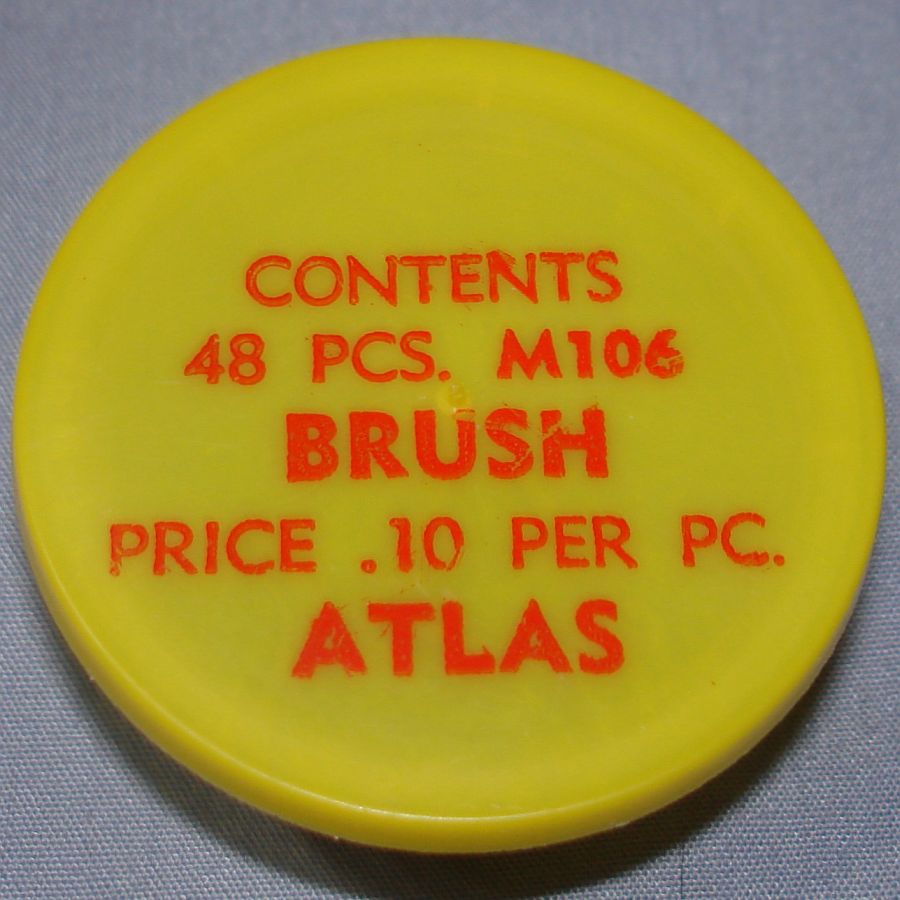 CONTENTS
48 PCS. M106
BRUSH
PRICE .10 PER PC.
ATLAS